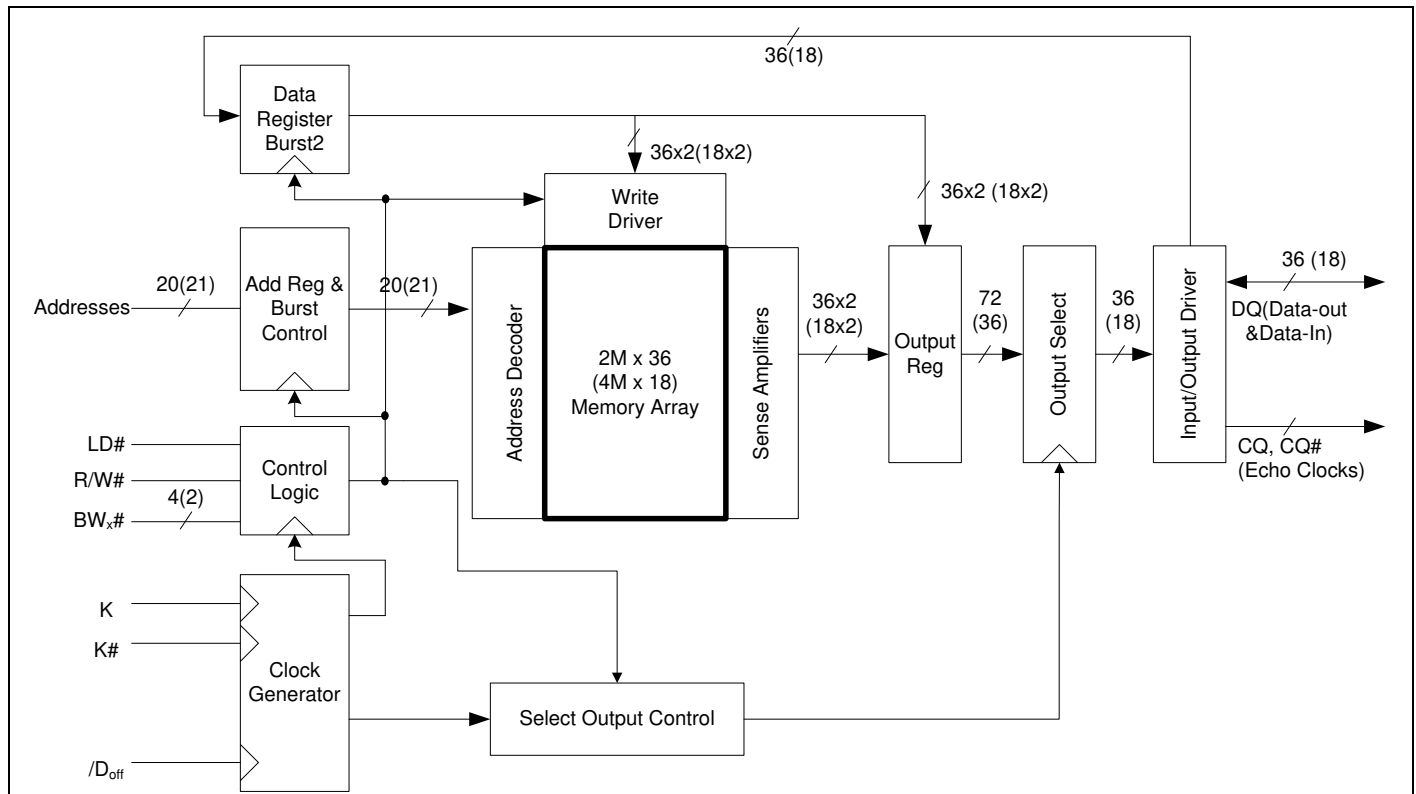 36(18)
Data
Register
Burst2
36x2(18x2)
Write
Driver
36x2 (18x2)
Addresses
20(21)
Add Reg &
Burst
Control
20(21)
Address Decoder
2M x 36
(4M x 18)
Memory Array
Sense Amplifiers
36x2
(18x2)
Output
Reg
72
(36)
Output Select
36
(18)
Input/Output Driver
36 (18)
DQ(Data-out
&Data-In)
CQ, CQ#
(Echo Clocks)
LD#
R/W#
4(2)
BWx#
Control
Logic
K
K#
/Doff
Clock
Generator
Select Output Control